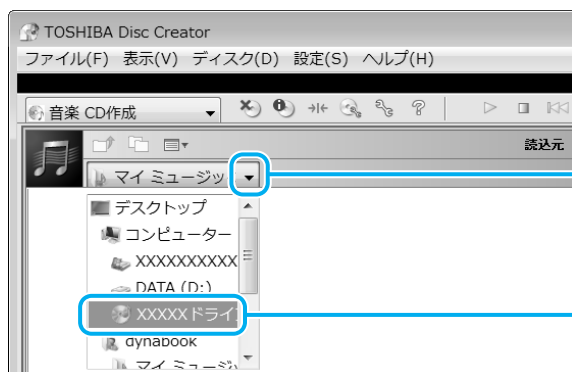 TOSHIBA Disc Creator
ファイル(F) 表示(V) ディスク(D) 設定(S) ヘルプ(H)
音楽 CD作成
読込元
マイ ミュージッ
デスクトップ
コンピューター
XXXXXXXXXX
DATA (D:)
XXXXXドライ
dynabook
マイ ミュージッ